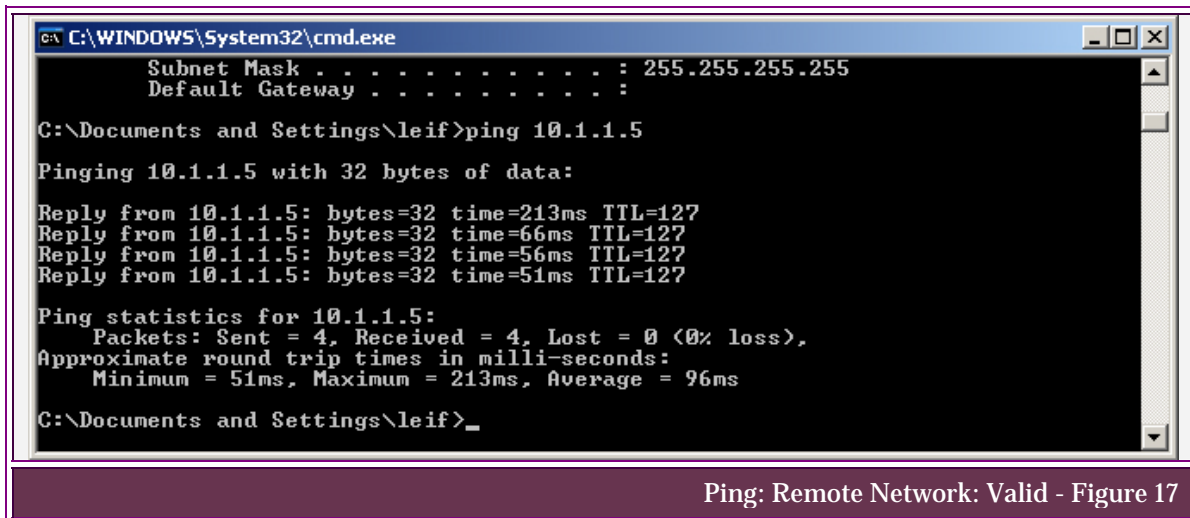 C:\WINDOWS\System32\cmd.exe
Subnet Mask . . . . . . . . . . . : 255.255.255.255
Default Gateway . . . . . . . . . :
C:\Documents and Settings\leif>ping 10.1.1.5
Pinging 10.1.1.5 with 32 bytes of data:
Reply from 10.1.1.5: bytes=32 time=213ms TTL=127
Reply from 10.1.1.5: bytes=32 time=66ms TTL=127
Reply from 10.1.1.5: bytes=32 time=56ms TTL=127
Reply from 10.1.1.5: bytes=32 time=51ms TTL=127
Ping statistics for 10.1.1.5:
Packets: Sent = 4, Received = 4, Lost = 0 (0% loss),
Approximate round trip times in milli-seconds:
Minimum = 51ms, Maximum = 213ms, Average = 96ms
C:\Documents and Settings\leif>_
Ping: Remote Network: Valid - Figure 17